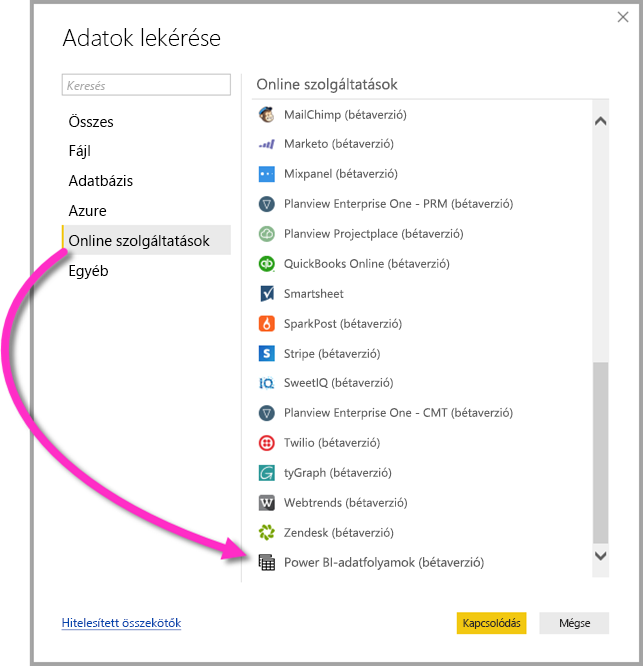 Adatok lekérése
Keresés
Összes
Fájl
Adatbázis
Azure
Online szolgáltatások
Egyéb
Online szolgáltatások
MailChimp (bétaverzió)
Marketo (bétaverzió)
Mixpanel (bétaverzió)
Planview Enterprise One - PRM (bétaverzió)
Planview Projectplace (bétaverzió)
QuickBooks Online (bétaverzió)
Smartsheet
SparkPost (bétaverzió)
Stripe (bétaverzió)
SweetIQ (bétaverzió)
Planview Enterprise One - CMT (bétaverzió)
Twilio (bétaverzió)
tyGraph (bétaverzió)
Webtrends (bétaverzió)
Zendesk (bétaverzió)
Power BI-adatfolyamok (bétaverzió)
Hitelesített összekötők
Kapcsolódás
Mégse